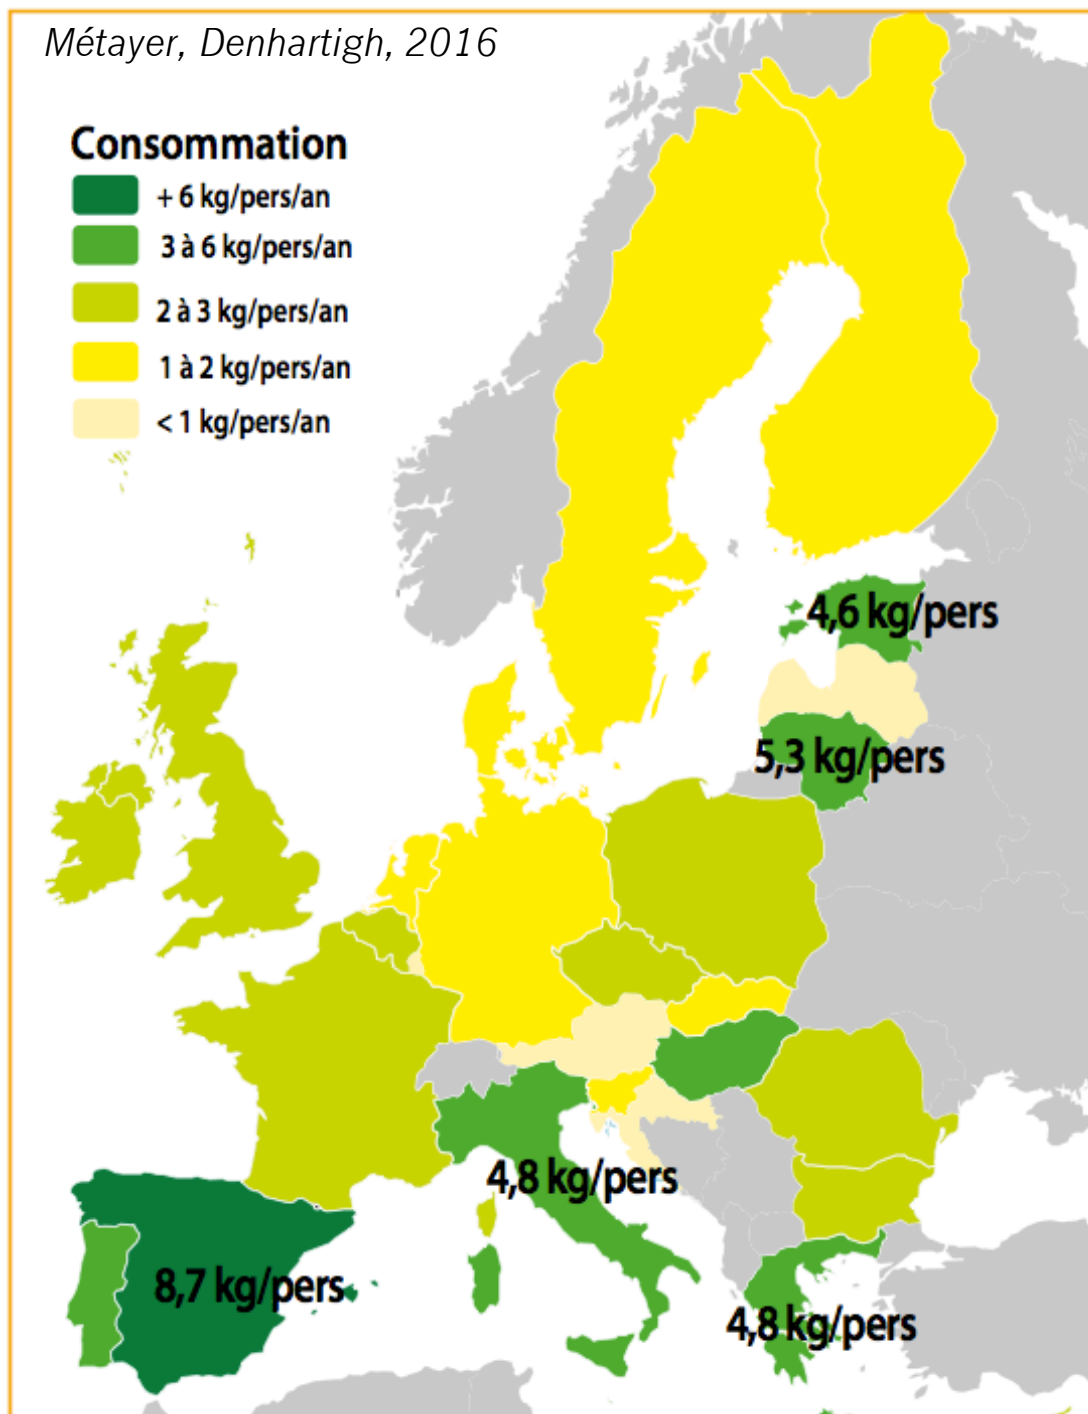 Métayer, Denhartigh, 2016
Consommation
+ 6 kg/pers/an
3 à 6 kg/pers/an
2 à 3 kg/pers/an
1 à 2 kg/pers/an
< 1 kg/pers/an
4,6 kg/pers
5,3 kg/pers
4,8 kg/pers
8,7 kg/pers
4,8 kg/pers